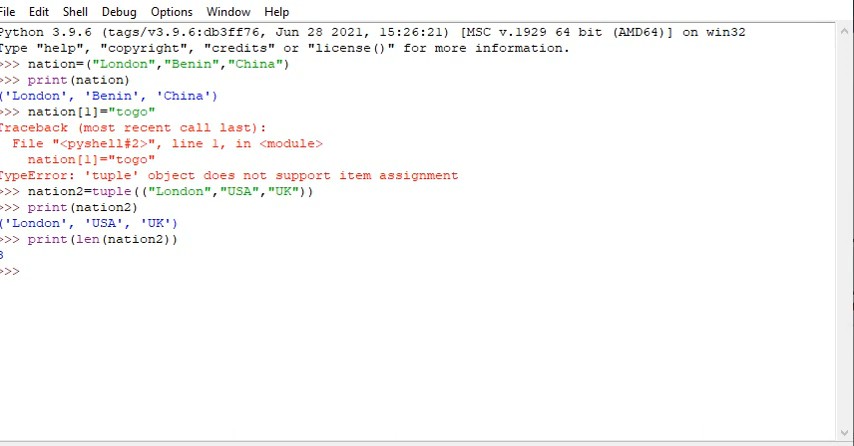 File Edit Shell Debug Options Window Help
Python 3.9.6 (tags/v3.9.6:db3ff76, Jun 28 2021, 15:26:21) [MSC v.1929 64 bit (AMD64)] on win32
Type "help", "copyright", "credits" or "license()" for more information.
>>> nation=("London","Benin","China")
>>> print(nation)
('London', 'Benin', 'China')
>>> nation[1]="togo"
Traceback (most recent call last):
  File "<pyshell#2>", line 1, in <module>
    nation[1]="togo"
TypeError: 'tuple' object does not support item assignment
>>> nation2=tuple(("London","USA","UK"))
>>> print(nation2)
('London', 'USA', 'UK')
>>> print(len(nation2))
3
>>>